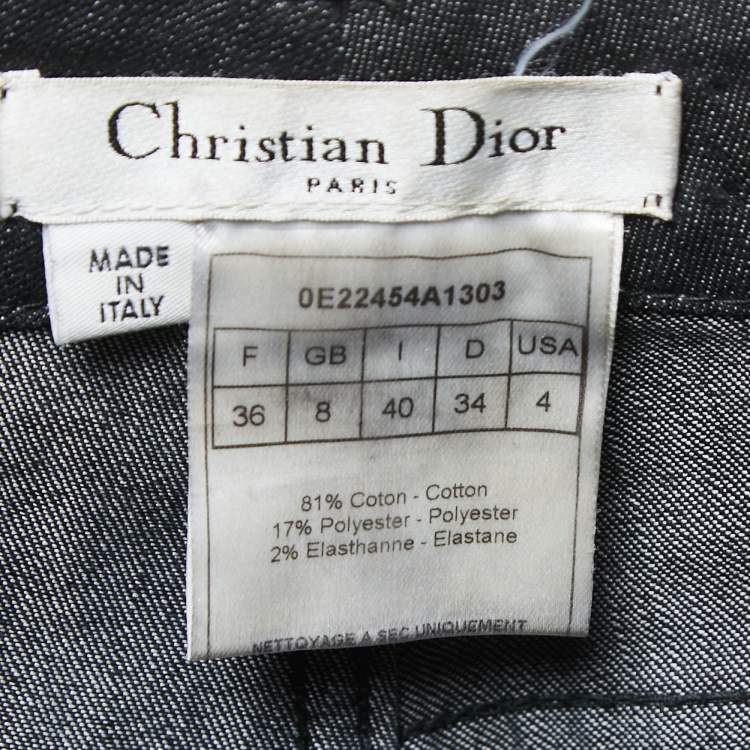 Christian Dior
PARIS
MADE
IN
ITALY
0E22454A1303
F GB I D USA
36 8 40 34 4
81% Coton - Cotton
17% Polyester - Polyester
2% Elasthanne - Elastane
NETTOYAGE A SEC UNIQUEMENT